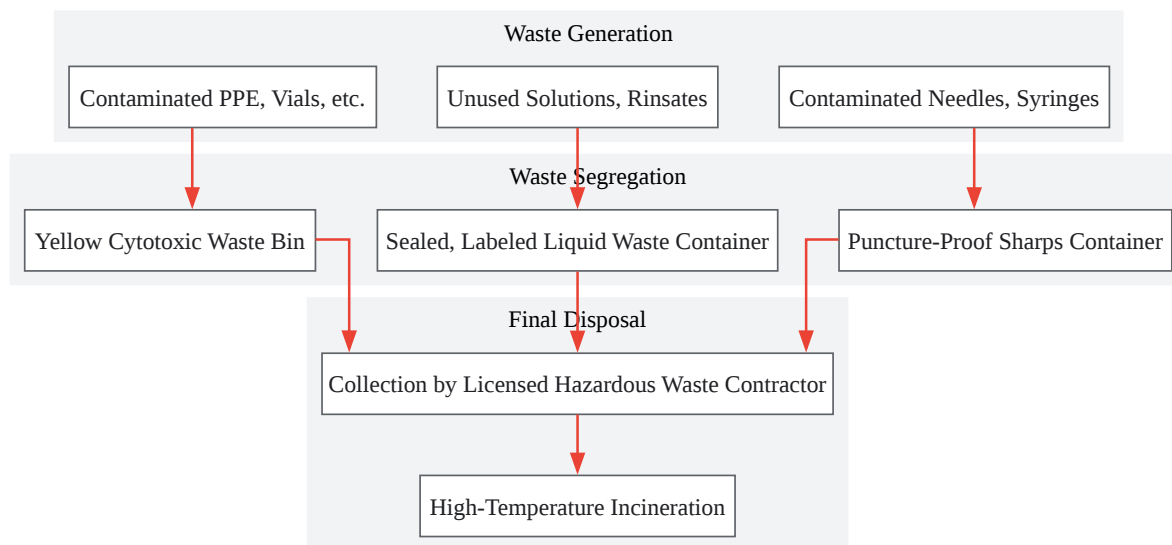 Waste Generation
Contaminated PPE, Vials, etc.
Unused Solutions, Rinsates
Contaminated Needles, Syringes
Waste Segregation
Yellow Cytotoxic Waste Bin
Sealed, Labeled Liquid Waste Container
Puncture-Proof Sharps Container
Final Disposal
Collection by Licensed Hazardous Waste Contractor
High-Temperature Incineration